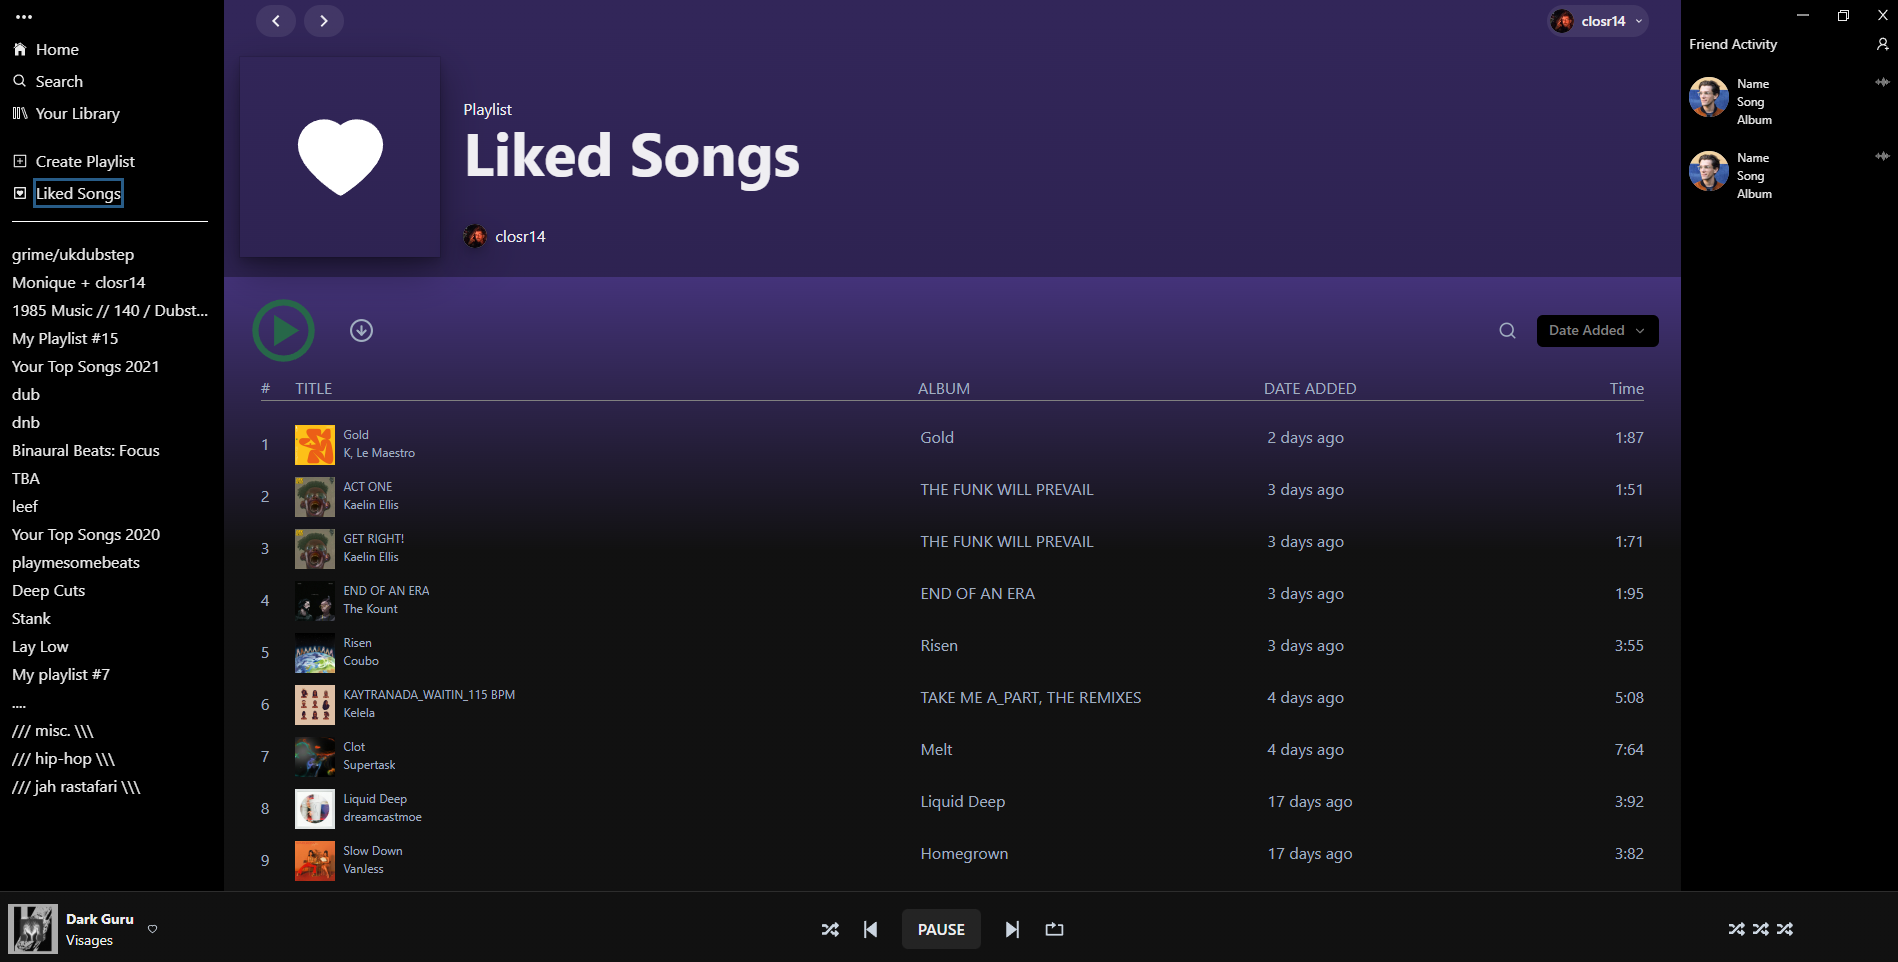 Home
Search
Your Library
Create Playlist
Liked Songs
grime/ukdubstep
Monique + closr14
1985 Music // 140 / Dubst...
My Playlist #15
Your Top Songs 2021
dub
dnb
Binaural Beats: Focus
TBA
leef
Your Top Songs 2020
playmesomebeats
Deep Cuts
Stank
Lay Low
My playlist #7
....
/// misc. \\\
/// hip-hop \\\
/// jah rastafari \\\
closr14
Playlist
Liked Songs
closr14
Date Added
# TITLE ALBUM DATE ADDED Time
1 Gold Gold 2 days ago 1:87
K, Le Maestro
2 ACT ONE THE FUNK WILL PREVAIL 3 days ago 1:51
Kaelin Ellis
3 GET RIGHT! THE FUNK WILL PREVAIL 3 days ago 1:71
Kaelin Ellis
4 END OF AN ERA END OF AN ERA 3 days ago 1:95
The Kount
5 Risen Risen 3 days ago 3:55
Coubo
6 KAYTRANADA_WAITIN_115 BPM TAKE ME A_PART, THE REMIXES 4 days ago 5:08
Kelela
7 Clot Melt 4 days ago 7:64
Supertask
8 Liquid Deep Liquid Deep 17 days ago 3:92
dreamcastmoe
9 Slow Down Homegrown 17 days ago 3:82
VanJess
Friend Activity
Name
Song
Album
Name
Song
Album
Dark Guru
Visages
PAUSE